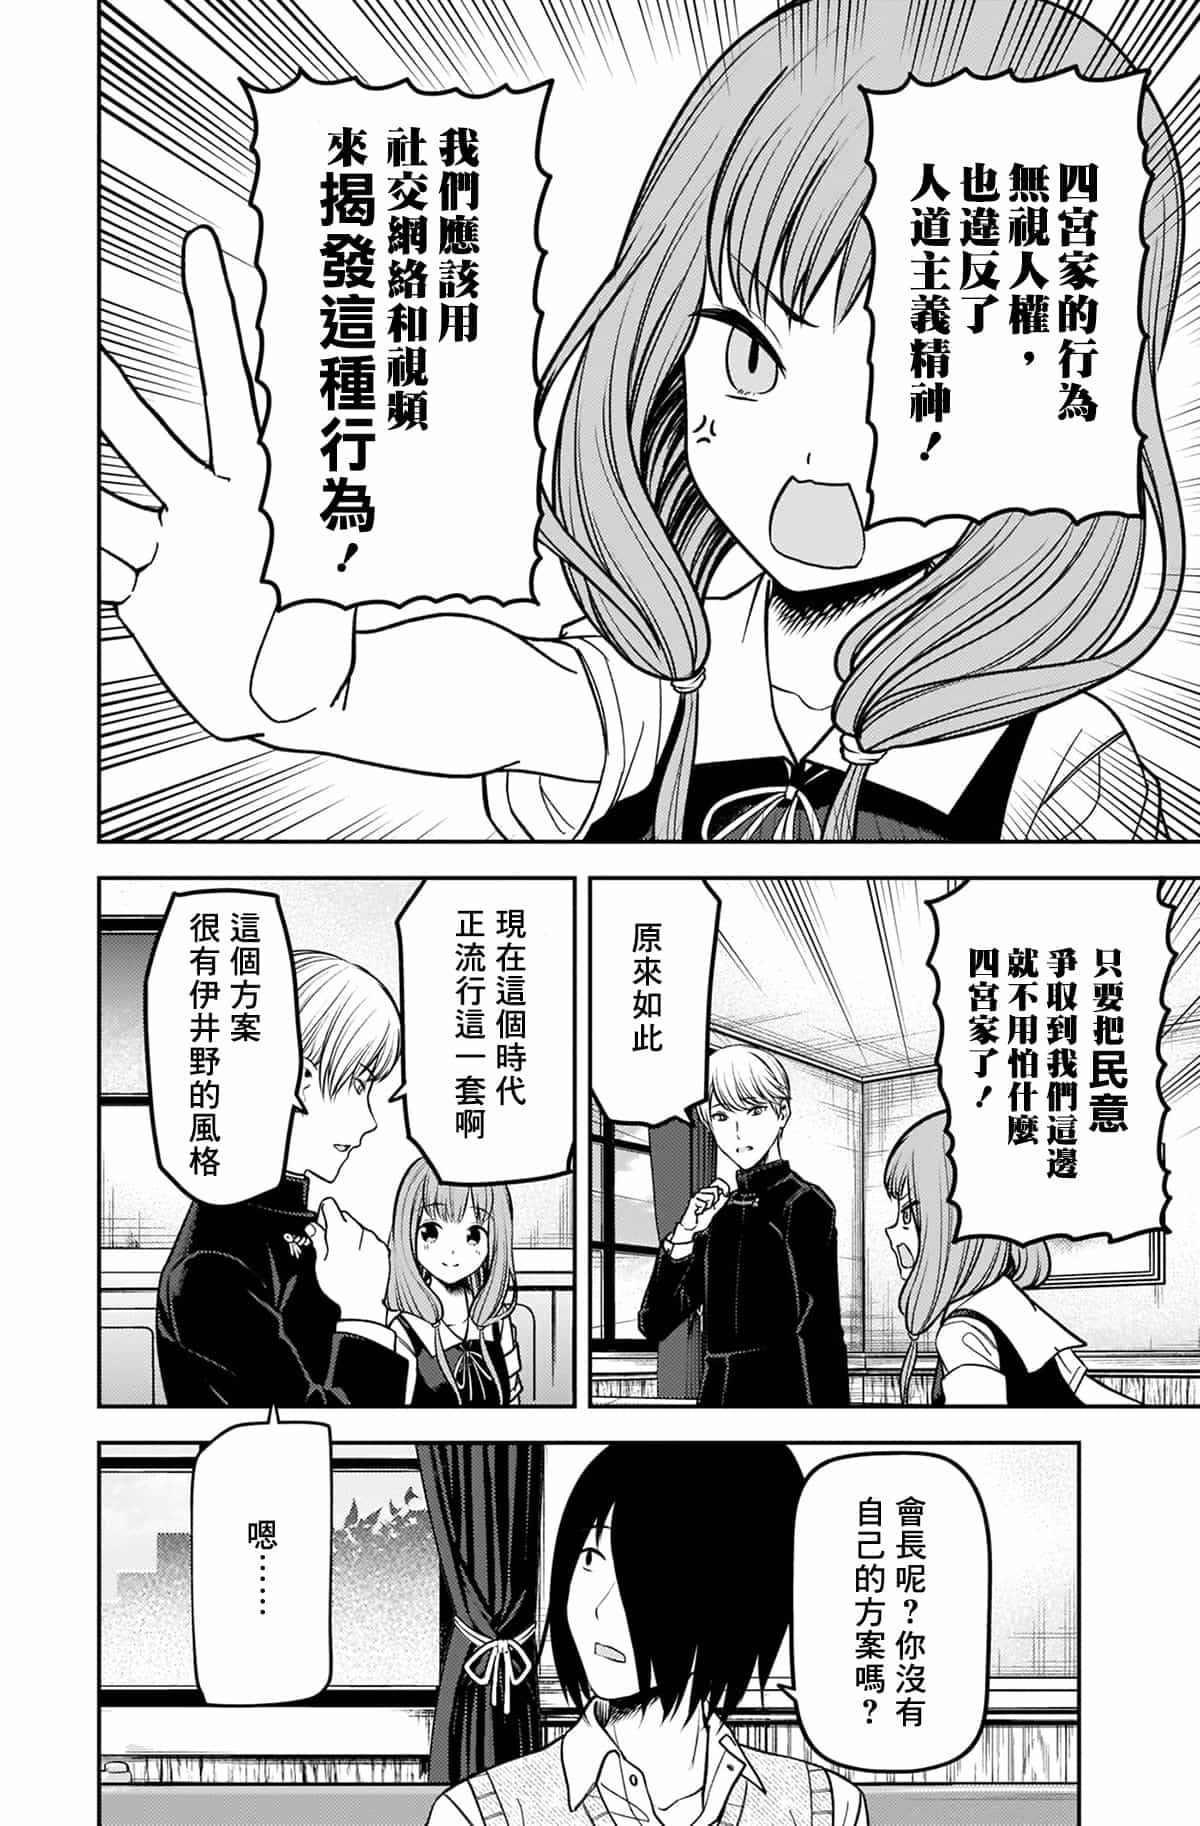 四宮家的行為
無視人權，
也違反了
人道主義精神！
我們應該用
社交網絡和視頻
來揭發這種行為！
只要把民意
爭取到我們這邊
就不用怕什麼
四宮家了！
原來如此
現在這個時代
正流行這一套啊
這個方案
很有伊井野的風格
會長呢？你沒有
自己的方案嗎？
嗯……